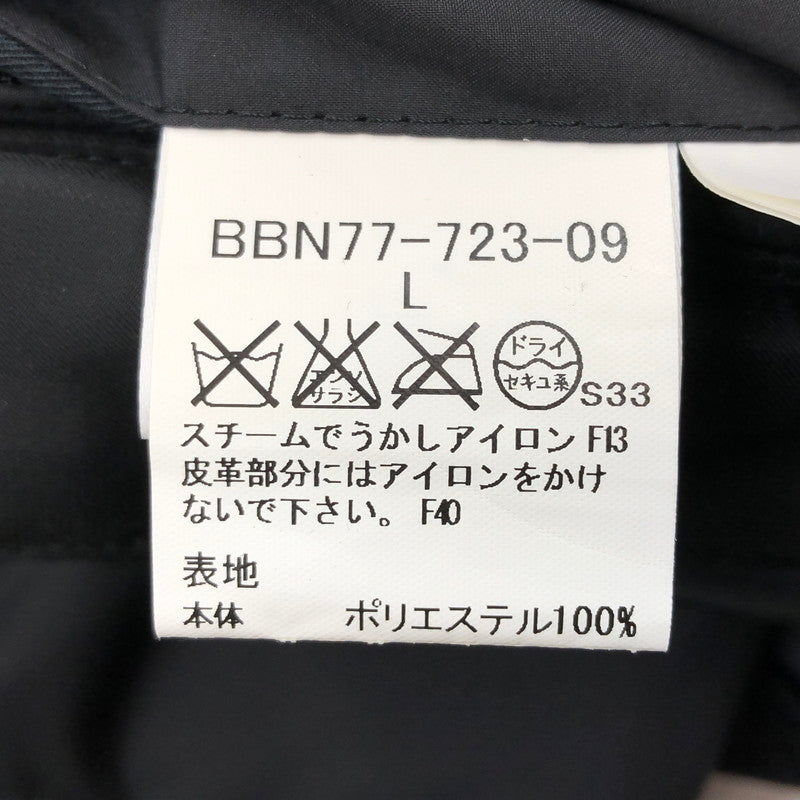 BBN77-723-09
L
エンソ
サラシ
ドライ
セキユ系
S33
スチームでうかしアイロン F13
皮革部分にはアイロンをかけ
ないで下さい。 F40
表地
本体 ポリエステル100%